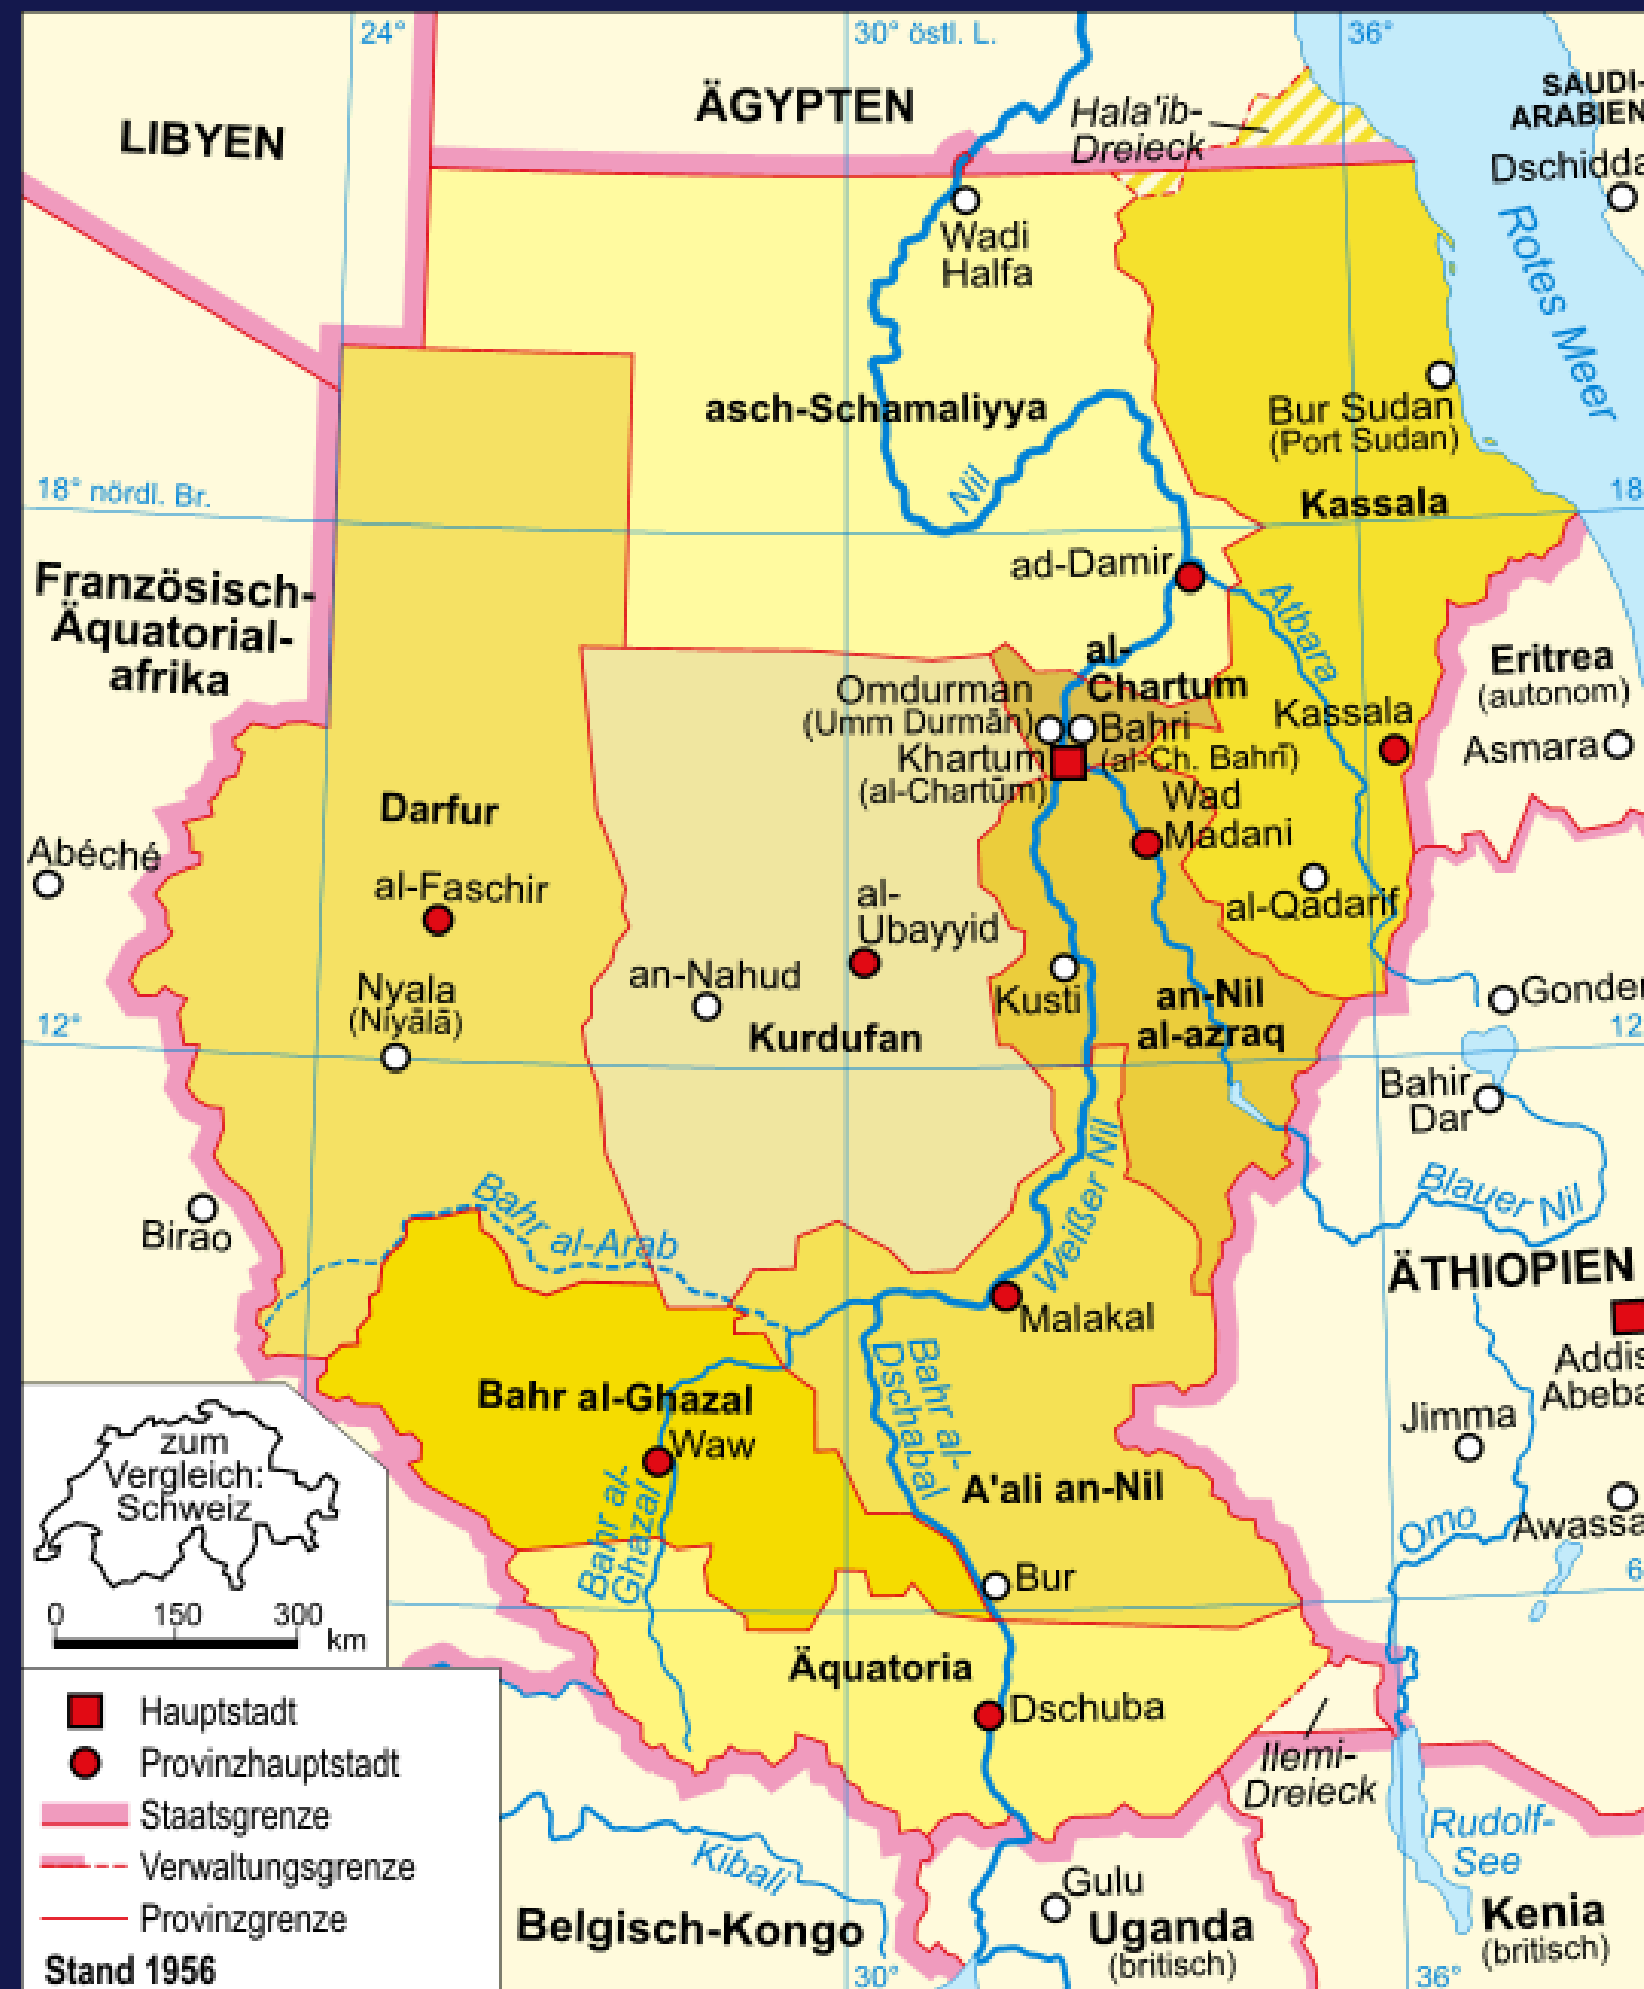 24°
30° östl. L.
36°
LIBYEN
ÄGYPTEN
Hala'ib-
Dreieck
SAUDI-
ARABIEN
Dschidda
Rotes Meer
Wadi
Halfa
asch-Schamaliyya
Nil
Bur Sudan
(Port Sudan)
Kassala
18° nördl. Br.
18
Französisch-
Äquatorial-
afrika
ad-Damir
Atbara
Eritrea
(autonom)
Asmara
al-
Chartum
Omdurman
(Umm Durmān)
Bahri
(al-Ch. Bahrī)
Khartum
(al-Chartūm)
Kassala
Wad
Madani
al-Qadarif
Darfur
Abéché
al-Faschir
al-
Ubayyid
an-Nahud
Nyala
(Niyālā)
Kurdufan
Kusti
an-Nil
al-azraq
Gonder
12°
12
Bahir
Dar
Weißer Nil
Blauer Nil
Birao
Bahr al-Arab
ÄTHIOPIEN
Malakal
Addis
Abeba
Bahr al-Ghazal
Waw
Bahr al-
Dschabal
Jimma
Bahr al-
Ghazal
A'ali an-Nil
Omo
Awassa
6
Bur
zum
Vergleich:
Schweiz
0 150 300
km
Äquatoria
Dschuba
Ilemi-
Dreieck
Rudolf-
See
Kibali
Gulu
Belgisch-Kongo
Uganda
(britisch)
Kenia
(britisch)
30°
36°
Hauptstadt
Provinzhauptstadt
Staatsgrenze
Verwaltungsgrenze
Provinzgrenze
Stand 1956